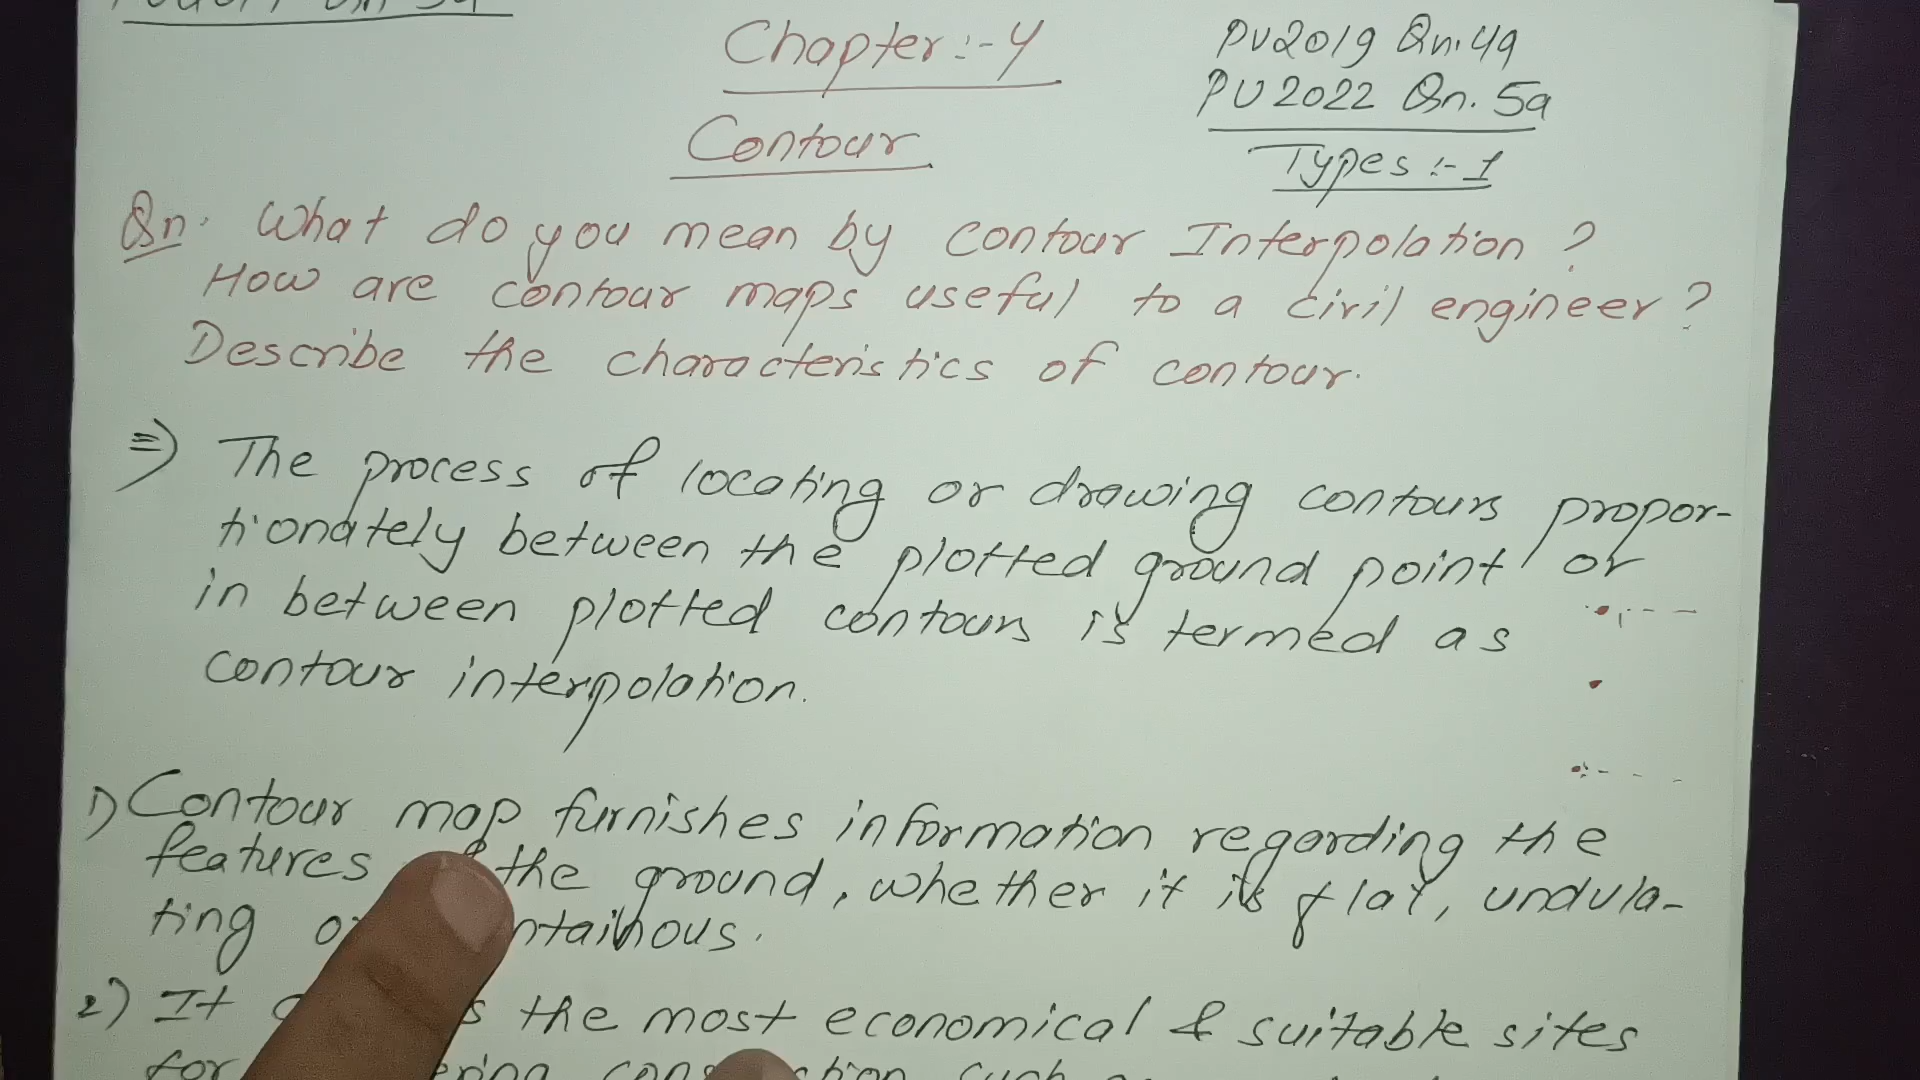 Chapter :- 4
Contour
PU2019 Qn. 4a
PU2022 Qn. 5a
Types :- 1
Qn. What do you mean by contour Interpolation ?
How are contour maps useful to a civil engineer ?
Describe the characteristics of contour.
⇒ The process of locating or drawing contours propor-
tionately between the plotted ground point or
in between plotted contours is termed as
contour interpolation.
1) Contour map furnishes information regarding the
features the ground, whether it is flat, undula-
ting
2) It the most economical & suitable sites
for